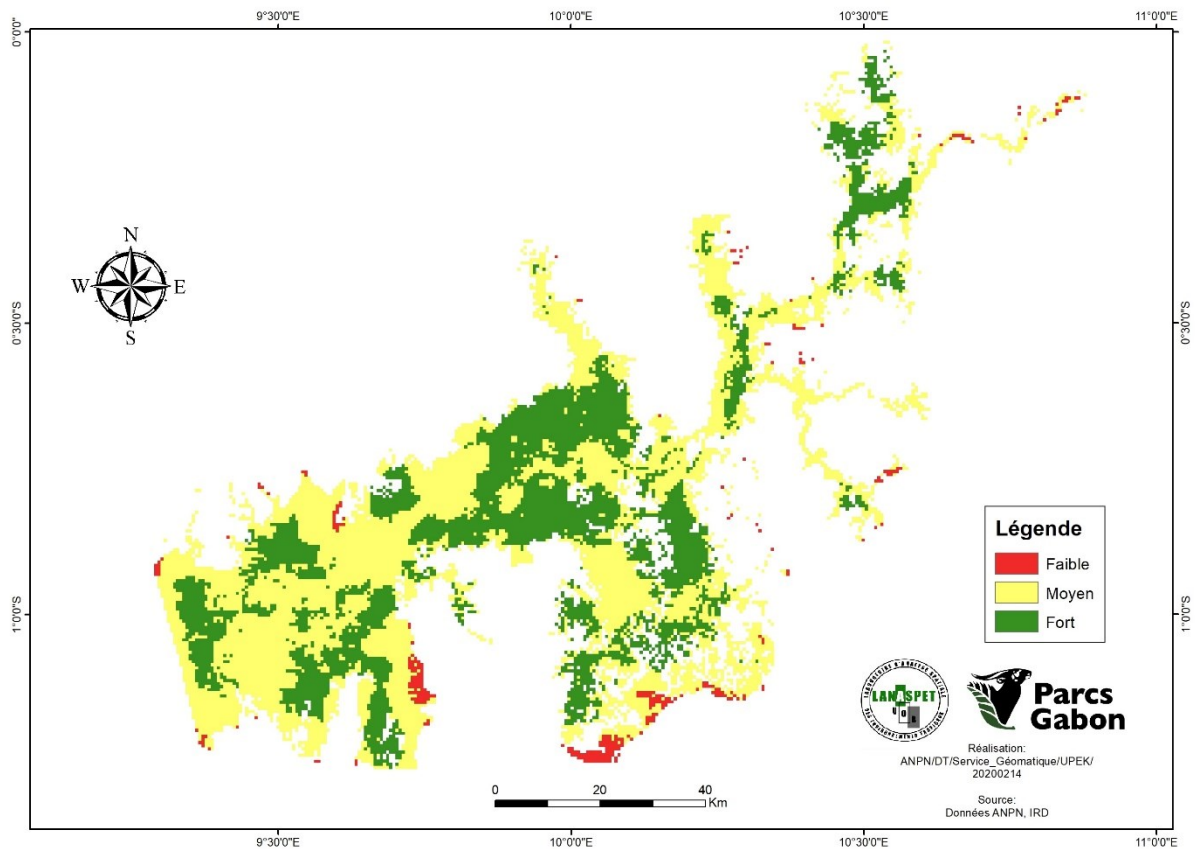 9°30'0"E 10°0'0"E 10°30'0"E 11°0'0"E
0°0'0"
N
W E
S
0°30'0"S 0°30'0"S
1°0'0"S 1°0'0"S
Légende
Faible
Moyen
Fort
LANASPET
Parcs
Gabon
Réalisation:
ANPN/DT/Service_Géomatique/UPEK/
20200214
Source:
Données ANPN, IRD
0 20 40
Km
9°30'0"E 10°0'0"E 10°30'0"E 11°0'0"E